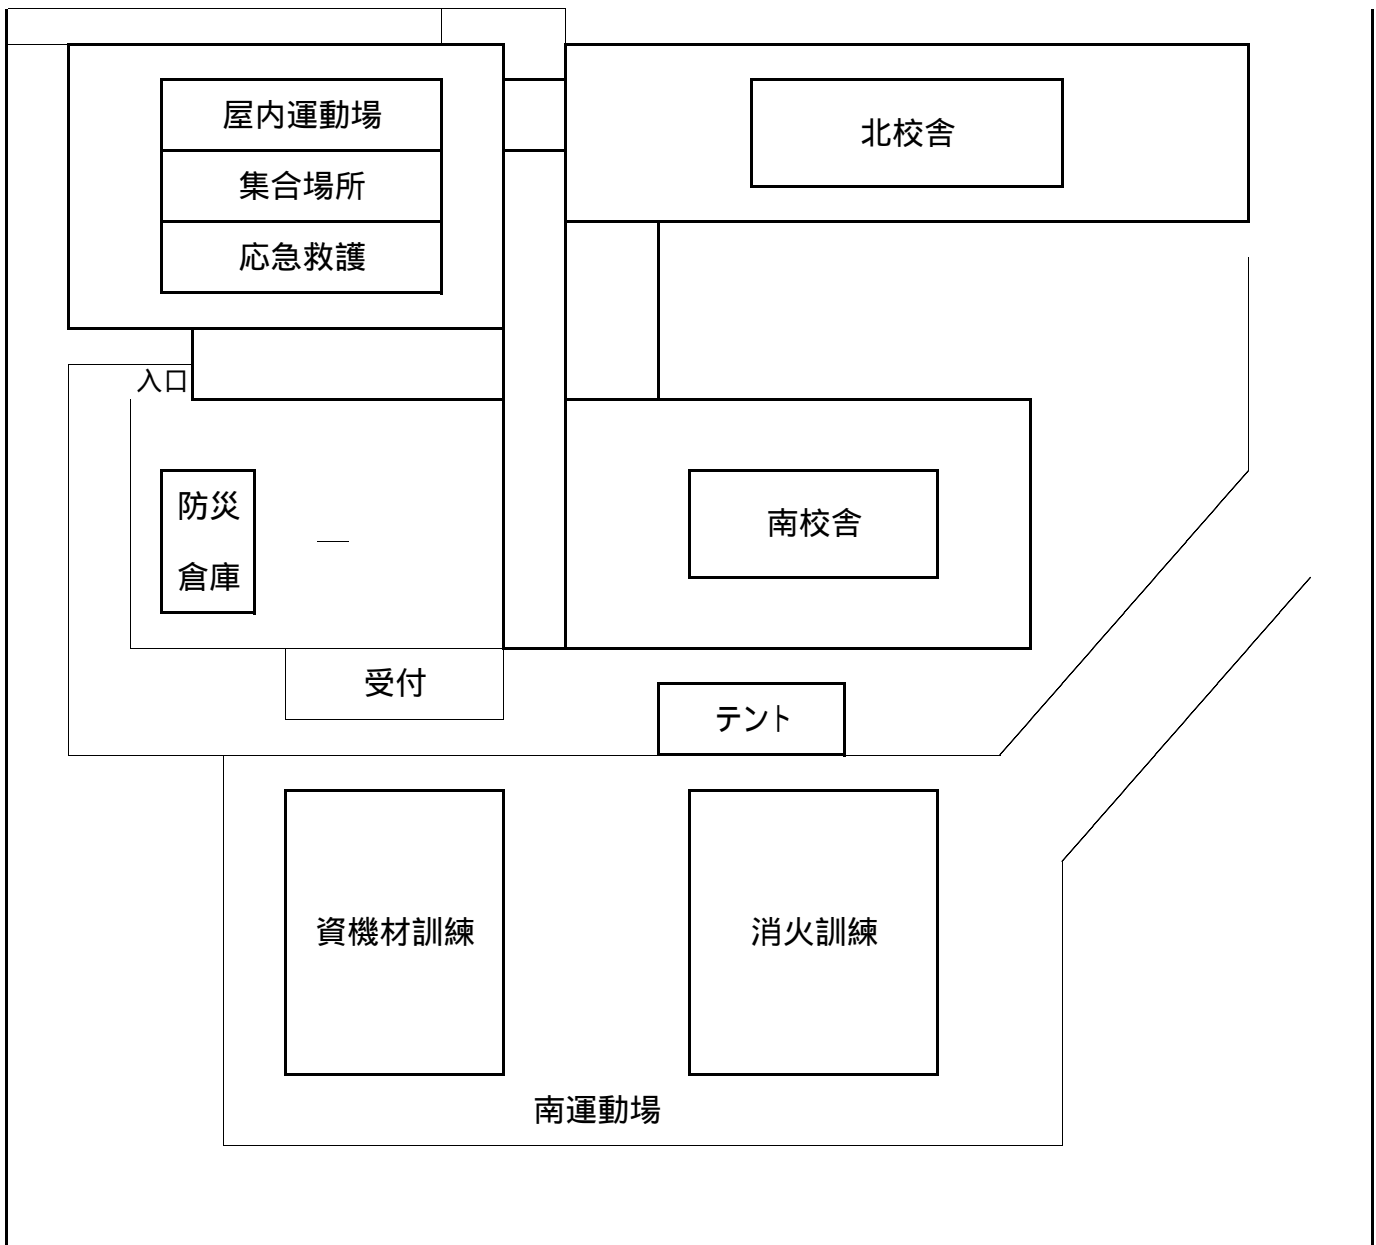 屋内運動場
集合場所
応急救護
北校舎
入口
防災
倉庫
南校舎
受付
テント
資機材訓練
消火訓練
南運動場